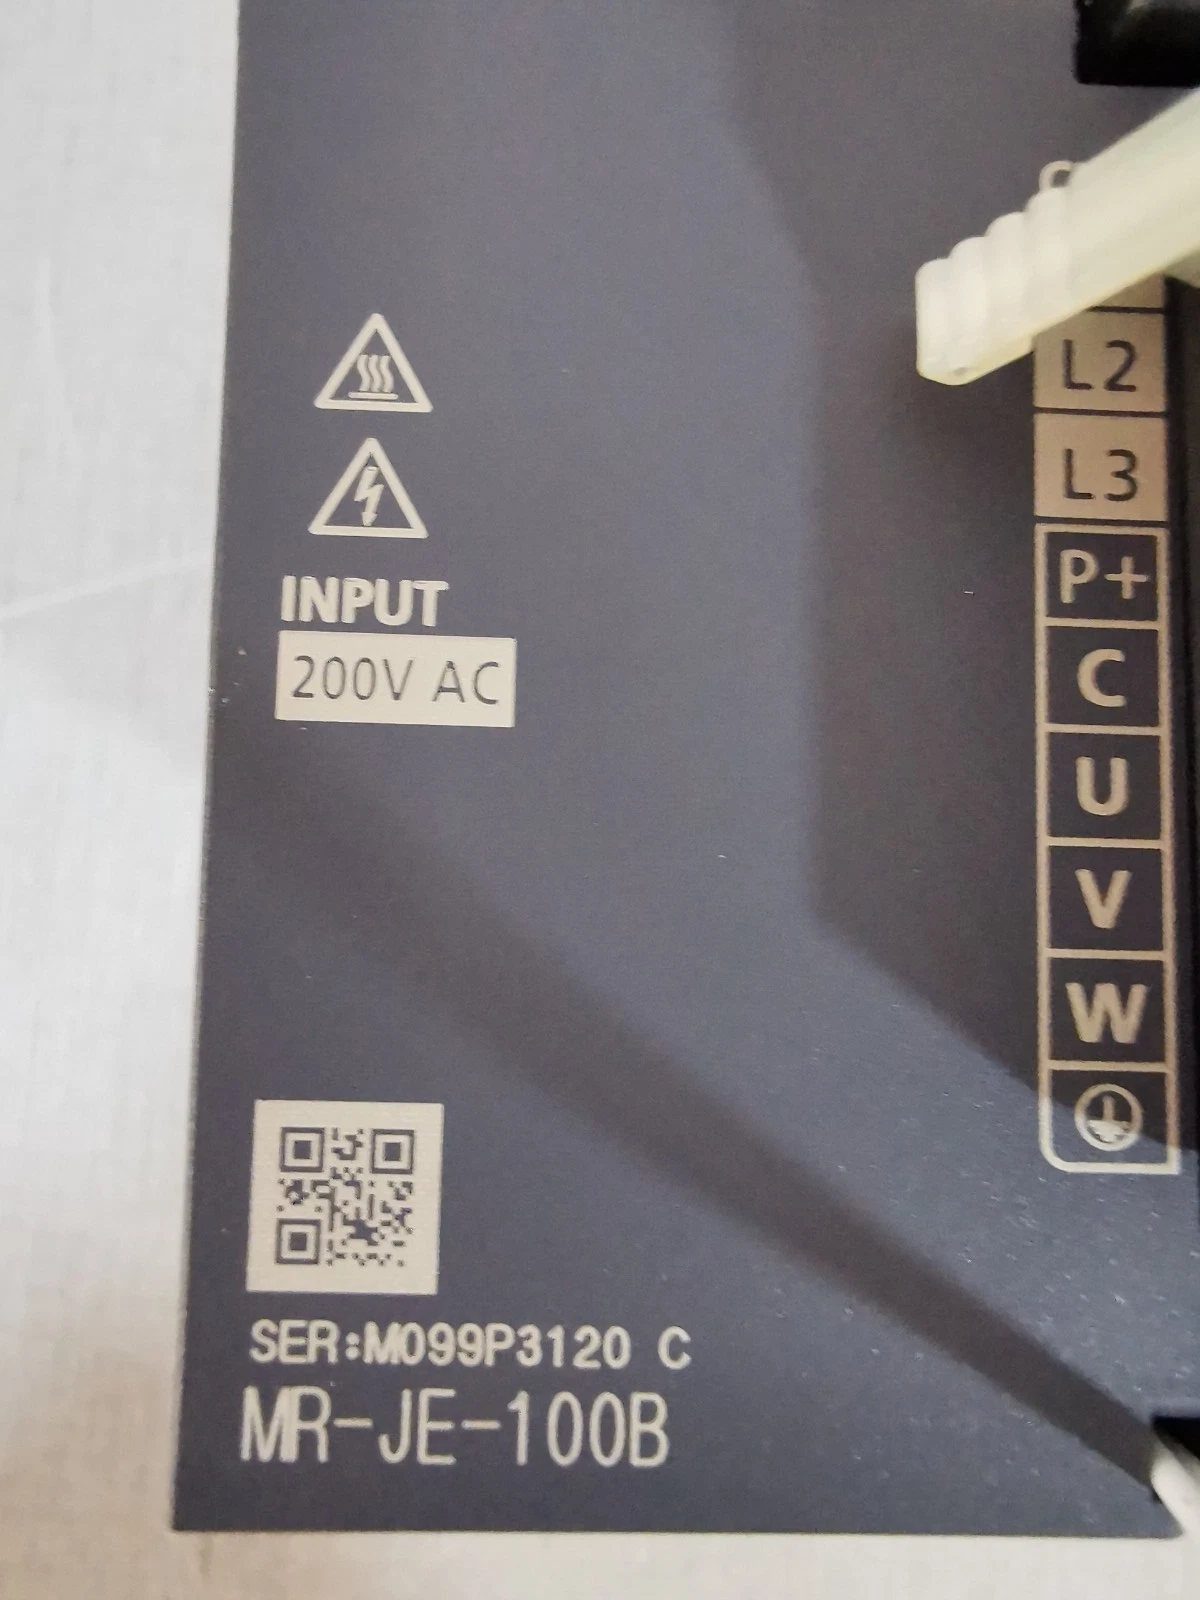 L2
L3
P+
C
U
V
W
INPUT
200V AC
SER:M099P3120 C
MR-JE-100B